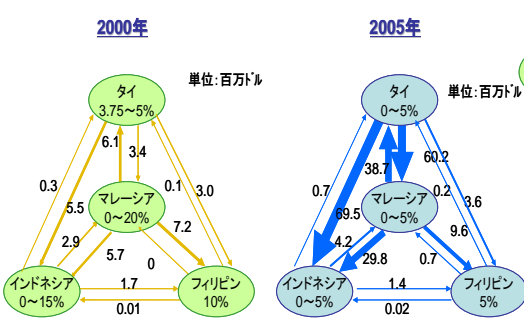 2000年
単位：百万ドル
タイ
3.75～5%
6.1
3.4
0.3
0.1
3.0
5.5
マレーシア
0～20%
7.2
2.9
5.7
0
インドネシア
0～15%
1.7
フィリピン
10%
0.01
2005年
単位：百万ドル
タイ
0～5%
60.2
38.7
0.7
0.2
3.6
マレーシア
0～5%
69.5
9.6
4.2
29.8
0.7
インドネシア
0～5%
1.4
フィリピン
5%
0.02